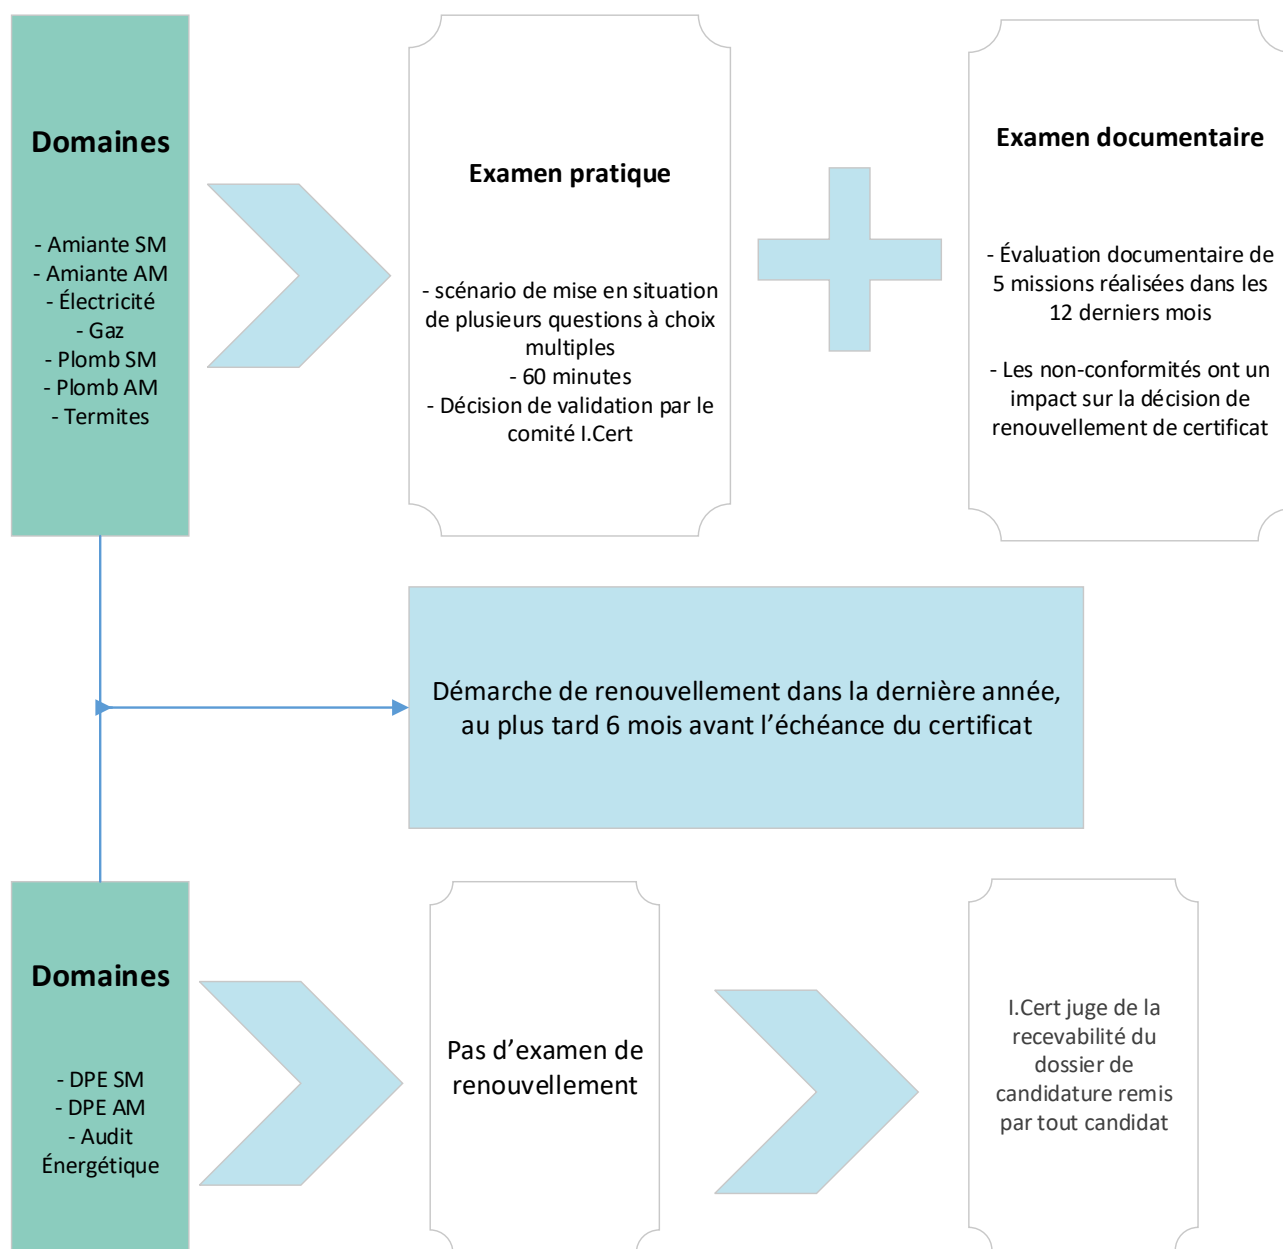 Domaines
- Amiante SM
- Amiante AM
- Électricité
- Gaz
- Plomb SM
- Plomb AM
- Termites
Examen pratique
- scénario de mise en situation
de plusieurs questions à choix
multiples
- 60 minutes
- Décision de validation par le
comité I.Cert
Examen documentaire
- Évaluation documentaire de
5 missions réalisées dans les
12 derniers mois
- Les non-conformités ont un
impact sur la décision de
renouvellement de certificat
Démarche de renouvellement dans la dernière année,
au plus tard 6 mois avant l’échéance du certificat
Domaines
- DPE SM
- DPE AM
- Audit
Énergétique
Pas d’examen de
renouvellement
I.Cert juge de la
recevabilité du
dossier de
candidature remis
par tout candidat